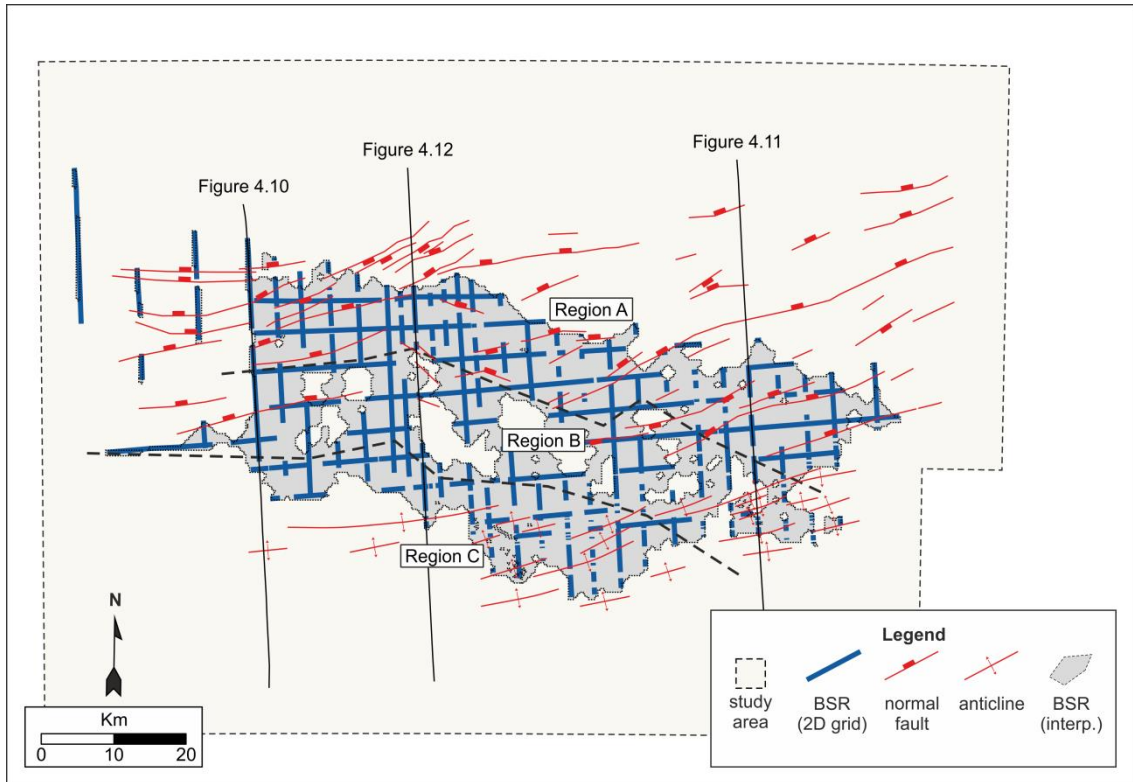 Figure 4.12
Figure 4.11
Figure 4.10
Region A
Region B
Region C
N
Km
0 10 20
Legend
study
area
BSR
(2D grid)
normal
fault
anticline
BSR
(interp.)